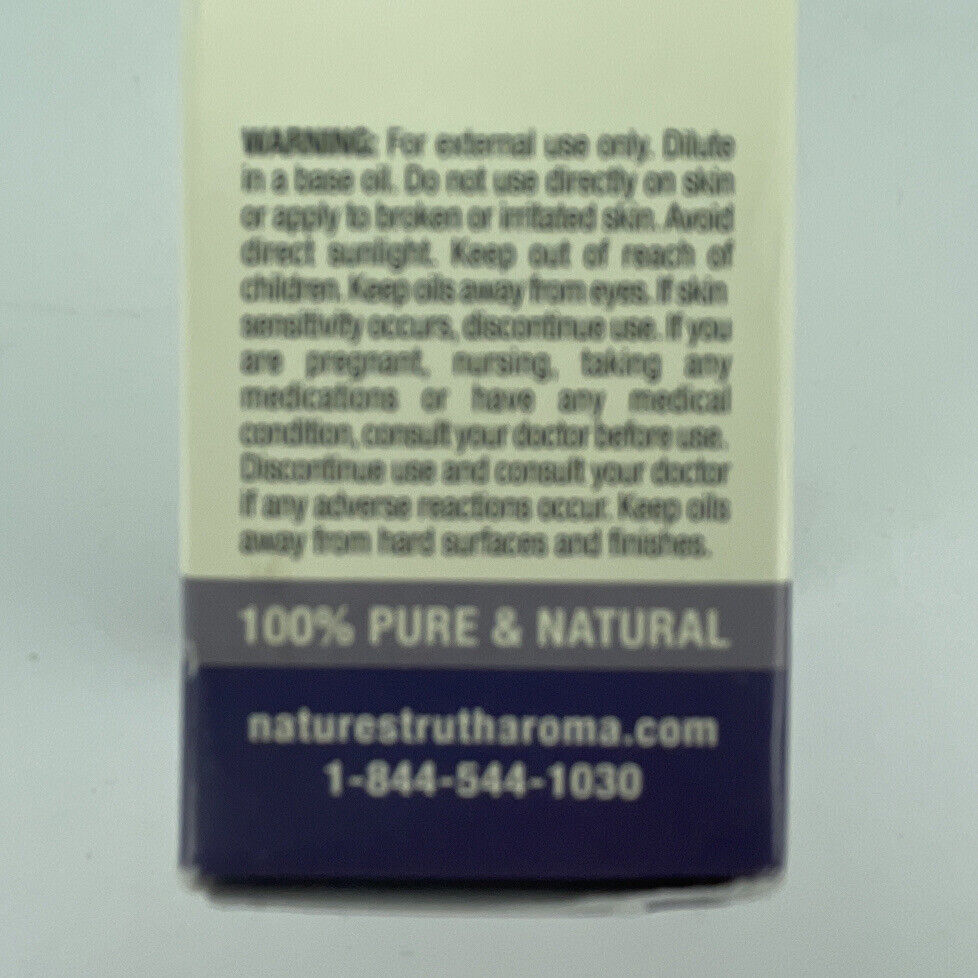 WARNING: For external use only. Dilute
in a base oil. Do not use directly on skin
or apply to broken or irritated skin. Avoid
direct sunlight. Keep out of reach of
children. Keep oils away from eyes. If skin
sensitivity occurs, discontinue use. If you
are pregnant, nursing, taking any
medications or have any medical
condition, consult your doctor before use.
Discontinue use and consult your doctor
if any adverse reactions occur. Keep oils
away from hard surfaces and finishes.
100% PURE & NATURAL
naturestrutharoma.com
1-844-544-1030